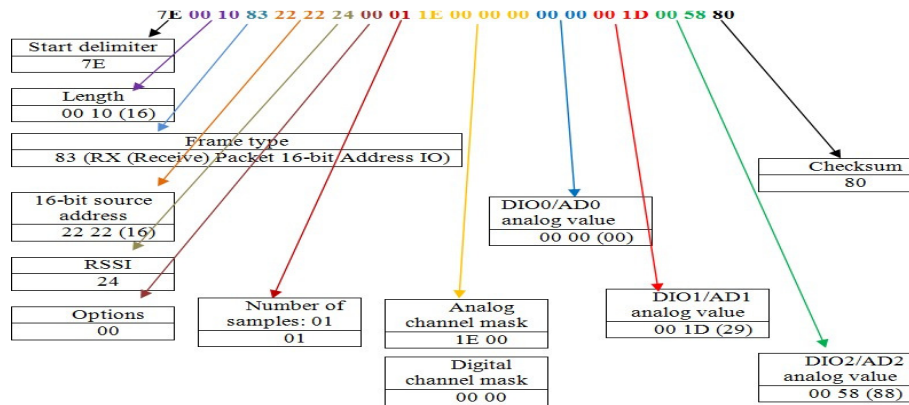 7E 00 10 83 22 22 24 00 01 1E 00 00 00 00 00 00 1D 00 58 80
Start delimiter
7E
Length
00 10 (16)
Frame type
83 (RX (Receive) Packet 16-bit Address IO)
16-bit source
address
22 22 (16)
RSSI
24
Options
00
Number of
samples: 01
01
Analog
channel mask
1E 00
Digital
channel mask
00 00
DIO0/AD0
analog value
00 00 (00)
DIO1/AD1
analog value
00 1D (29)
Checksum
80
DIO2/AD2
analog value
00 58 (88)